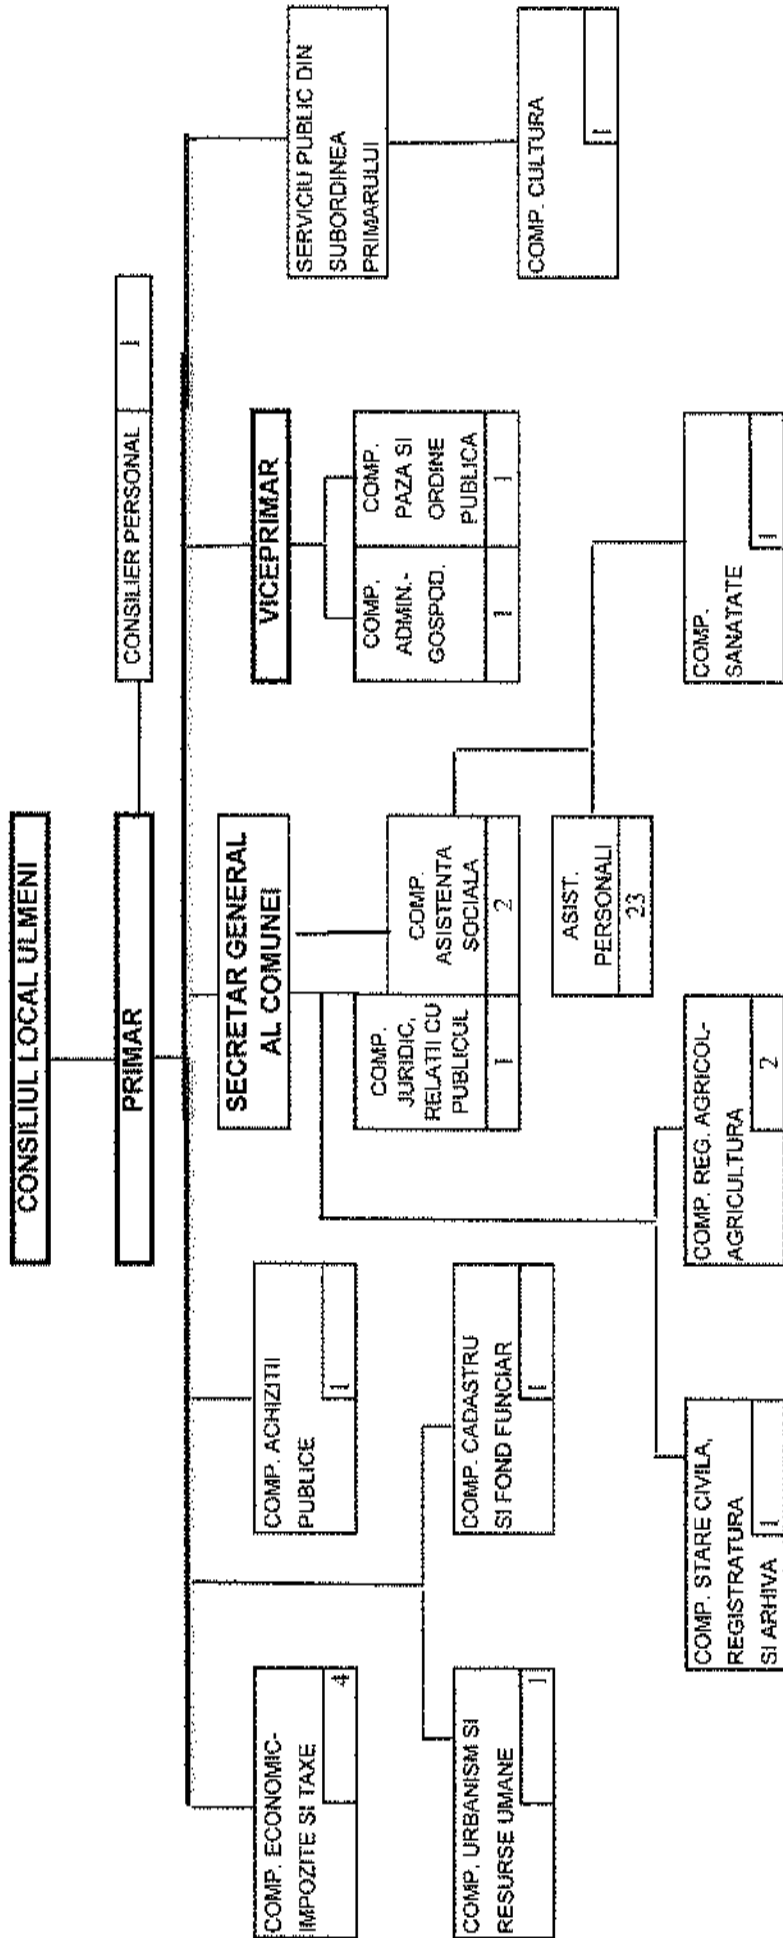 CONSILIUL LOCAL ULMENI
PRIMAR
CONSILIER PERSONAL 1
COMP. ECONOMIC-
IMPOZITE SI TAXE
4
COMP. ACHIZITII
PUBLICE
1
SECRETAR GENERAL
AL COMUNEI
VICEPRIMAR
SERVICIU PUBLIC DIN
SUBORDINEA
PRIMARULUI
COMP. URBANISM SI
RESURSE UMANE
1
COMP. CADASTRU
SI FOND FUNCIAR
1
COMP.
JURIDIC,
RELATII CU
PUBLICUL
1
COMP.
ASISTENTA
SOCIALA
2
COMP.
ADMIN.-
GOSPOD.
1
COMP.
PAZA SI
ORDINE
PUBLICA
1
COMP. CULTURA
1
ASIST.
PERSONALI
23
COMP. STARE CIVILA,
REGISTRATURA
SI ARHIVA 1
COMP. REG. AGRICOL-
AGRICULTURA
2
COMP.
SANATATE
1